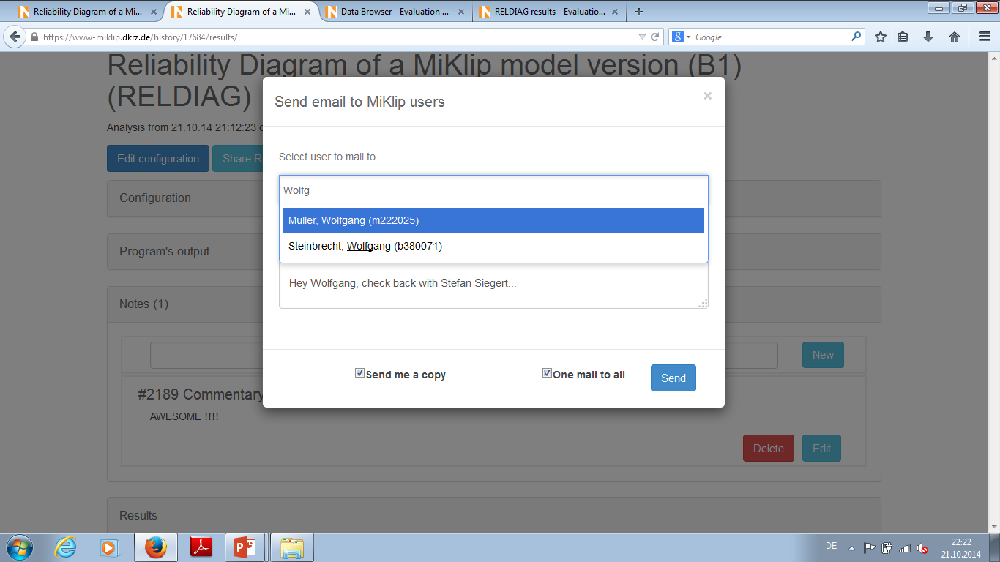 Reliability Diagram of a Mi...
Reliability Diagram of a Mi...
Data Browser - Evaluation ...
RELDIAG results - Evaluatio...
https://www-miklip.dkrz.de/history/17684/results/
Google
Reliability Diagram of a MiKlip model version (B1)
(RELDIAG)
Analysis from 21.10.14 21:12:23
Edit configuration
Share
Configuration
Program's output
Notes (1)
New
#2189 Commentary
AWESOME !!!!
Delete
Edit
Results
Send email to MiKlip users
×
Select user to mail to
Wolfg
Müller, Wolfgang (m222025)
Steinbrecht, Wolfgang (b380071)
Hey Wolfgang, check back with Stefan Siegert...
Send me a copy
One mail to all
Send
DE
22:22
21.10.2014